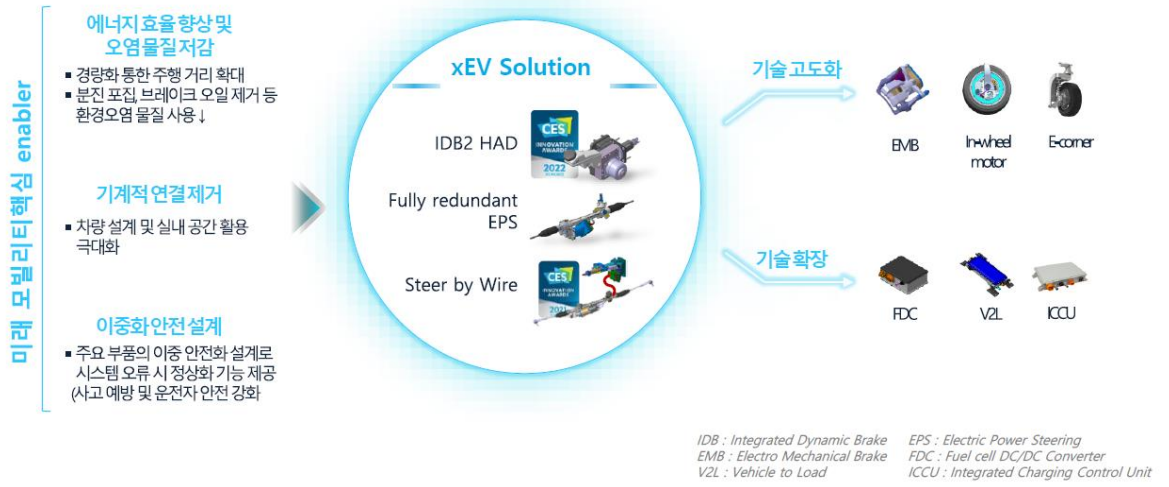 미래 모빌리티핵심 enabler
에너지 효율 향상 및
오염 물질 저감
▪ 경량화 통한 주행 거리 확대
▪ 분진 포집, 브레이크 오일 제거 등
환경오염 물질 사용 ↓
기계적 연결 제거
▪ 차량 설계 및 실내 공간 활용
극대화
이중화 안전 설계
▪ 주요 부품의 이중 안전화 설계로
시스템 오류 시 정상화 기능 제공
(사고 예방 및 운전자 안전 강화
xEV Solution
CES
INNOVATION
AWARDS
2022
IDB2 HAD
Fully redundant
EPS
Steer by Wire
CES
INNOVATION
AWARDS
기술 고도화
EMB
In-wheel
motor
E-corner
기술 확장
FDC
V2L
ICCU
IDB : Integrated Dynamic Brake
EMB : Electro Mechanical Brake
V2L : Vehicle to Load
EPS : Electric Power Steering
FDC : Fuel cell DC/DC Converter
ICCU : Integrated Charging Control Unit